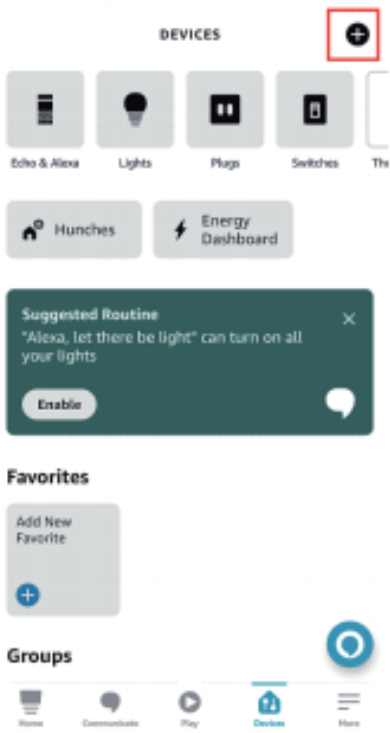 DEVICES
Echo & Alexa
Lights
Plugs
Switches
Th
Hunches
Energy
Dashboard
Suggested Routine
"Alexa, let there be light" can turn on all
your lights
Enable
Favorites
Add New
Favorite
Groups
Home
Communicate
Play
Devices
More